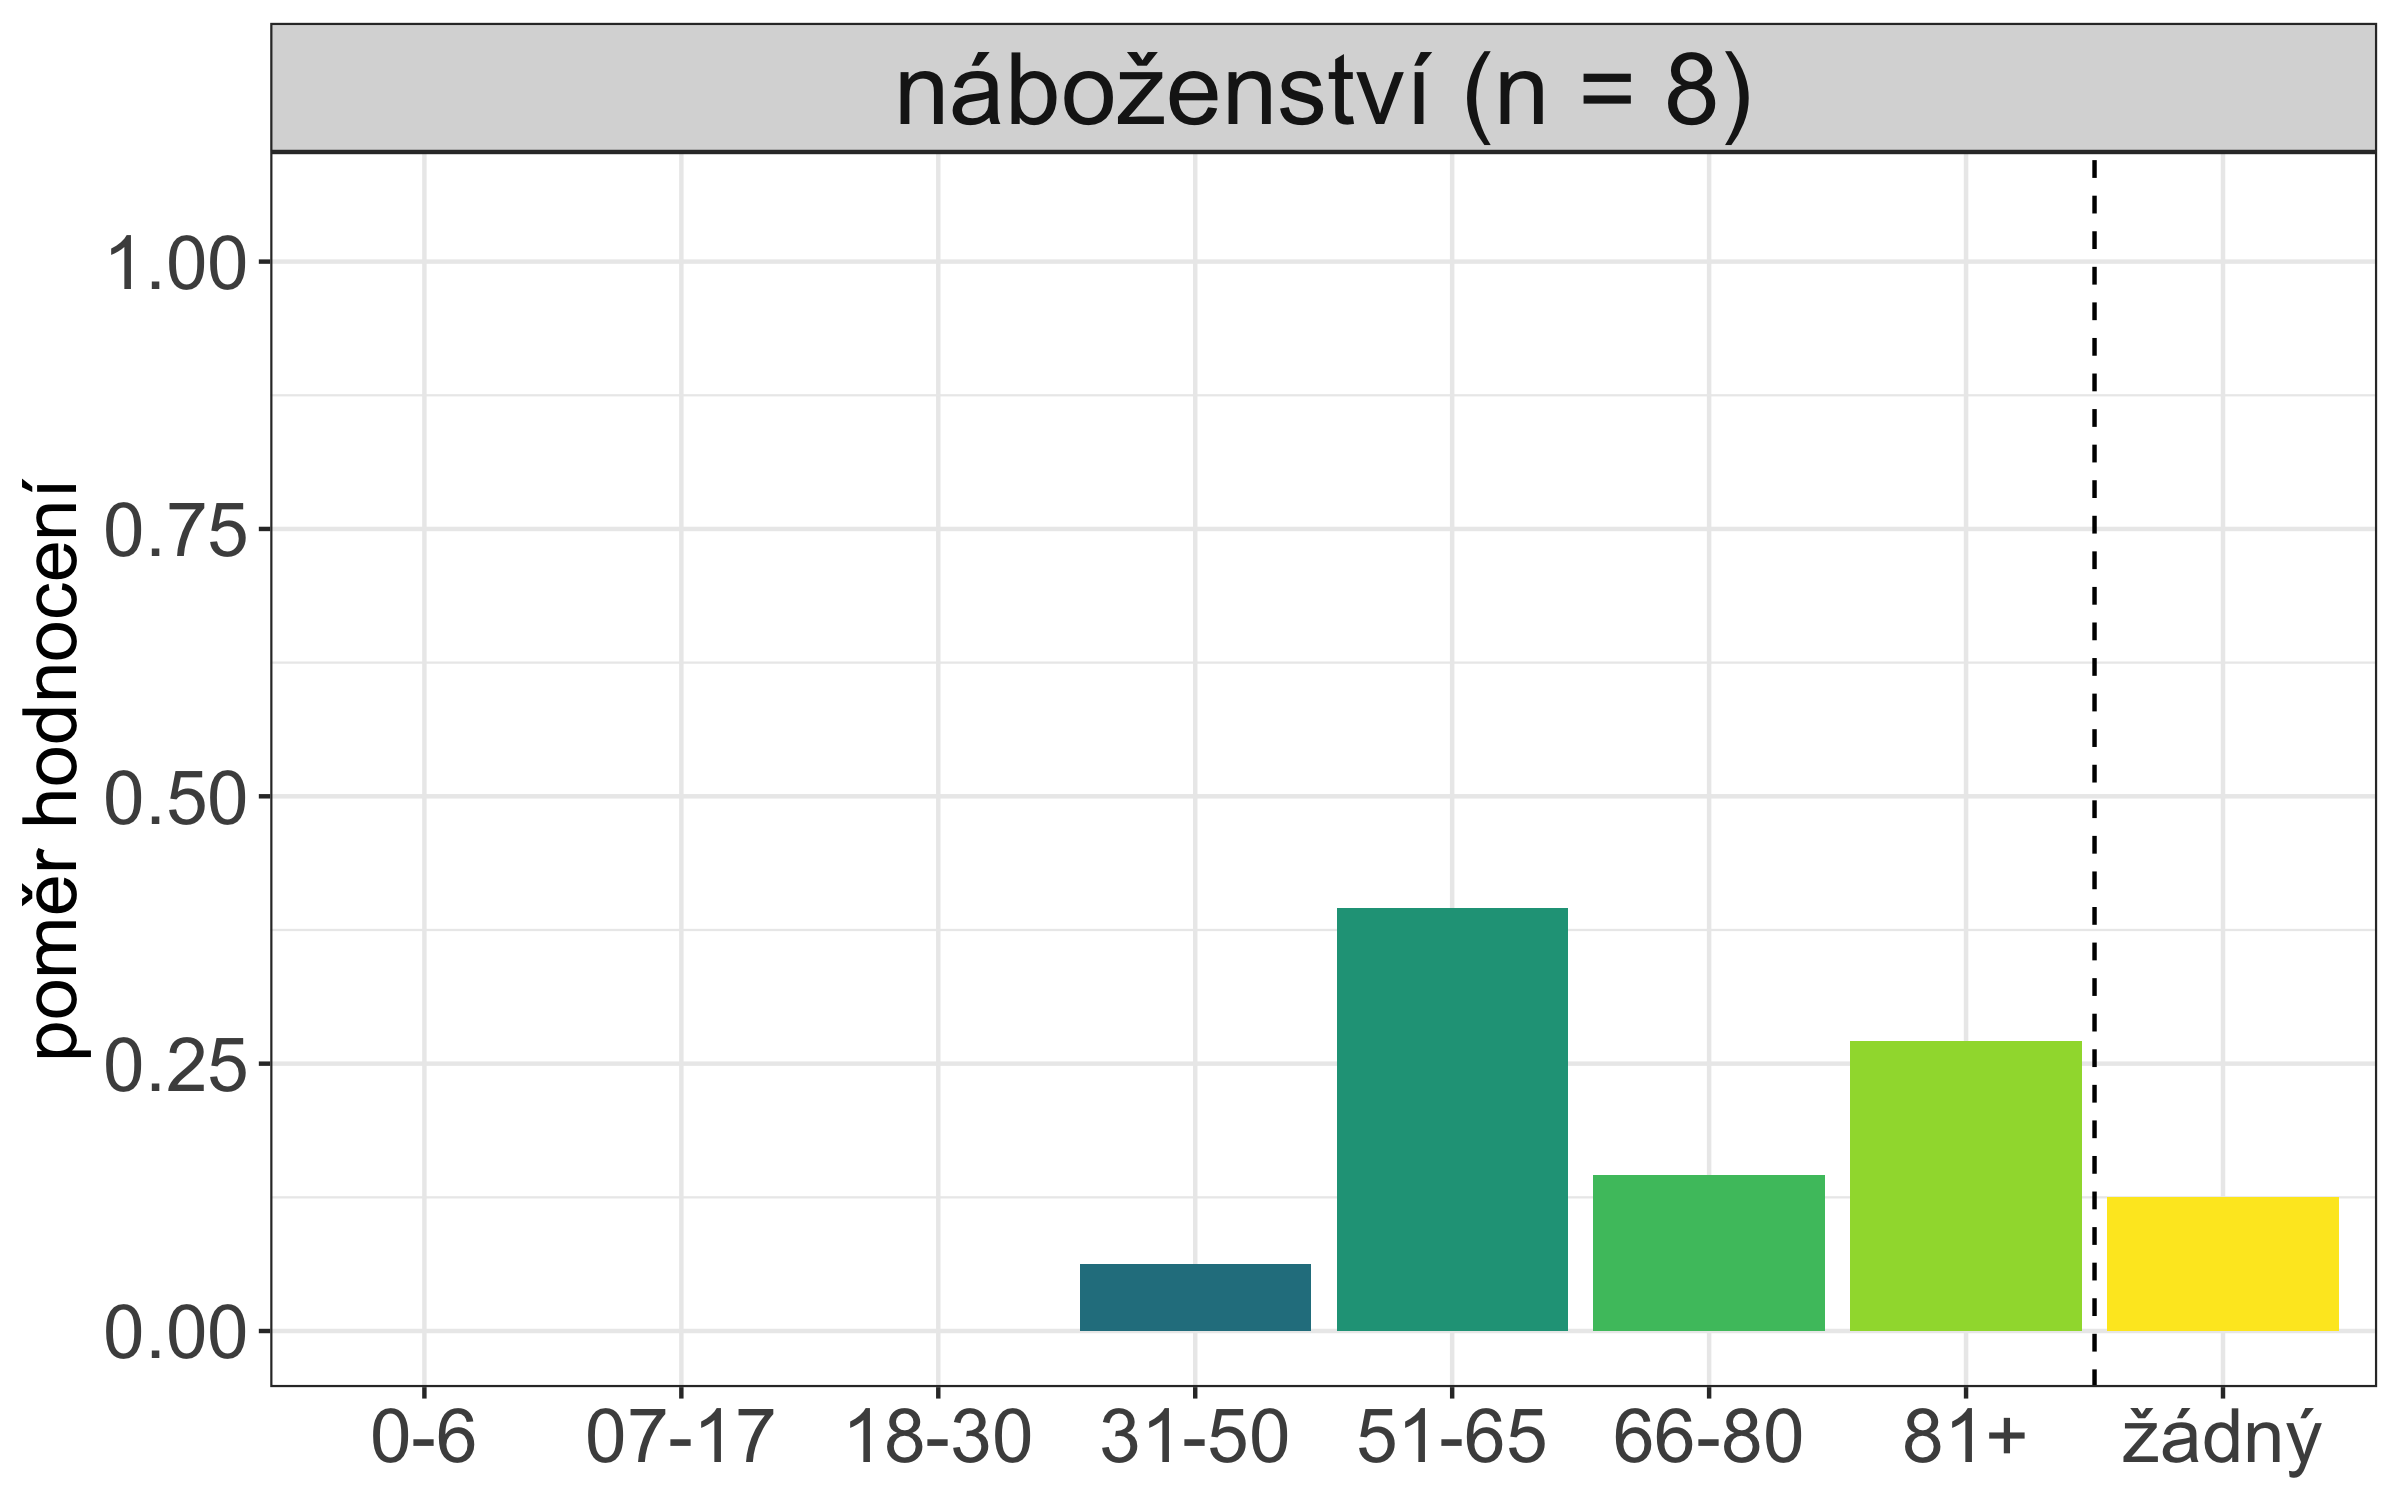 náboženství (n = 8)
poměr hodnocení
1.00
0.75
0.50
0.25
0.00
0-6 07-17 18-30 31-50 51-65 66-80 81+ žádný